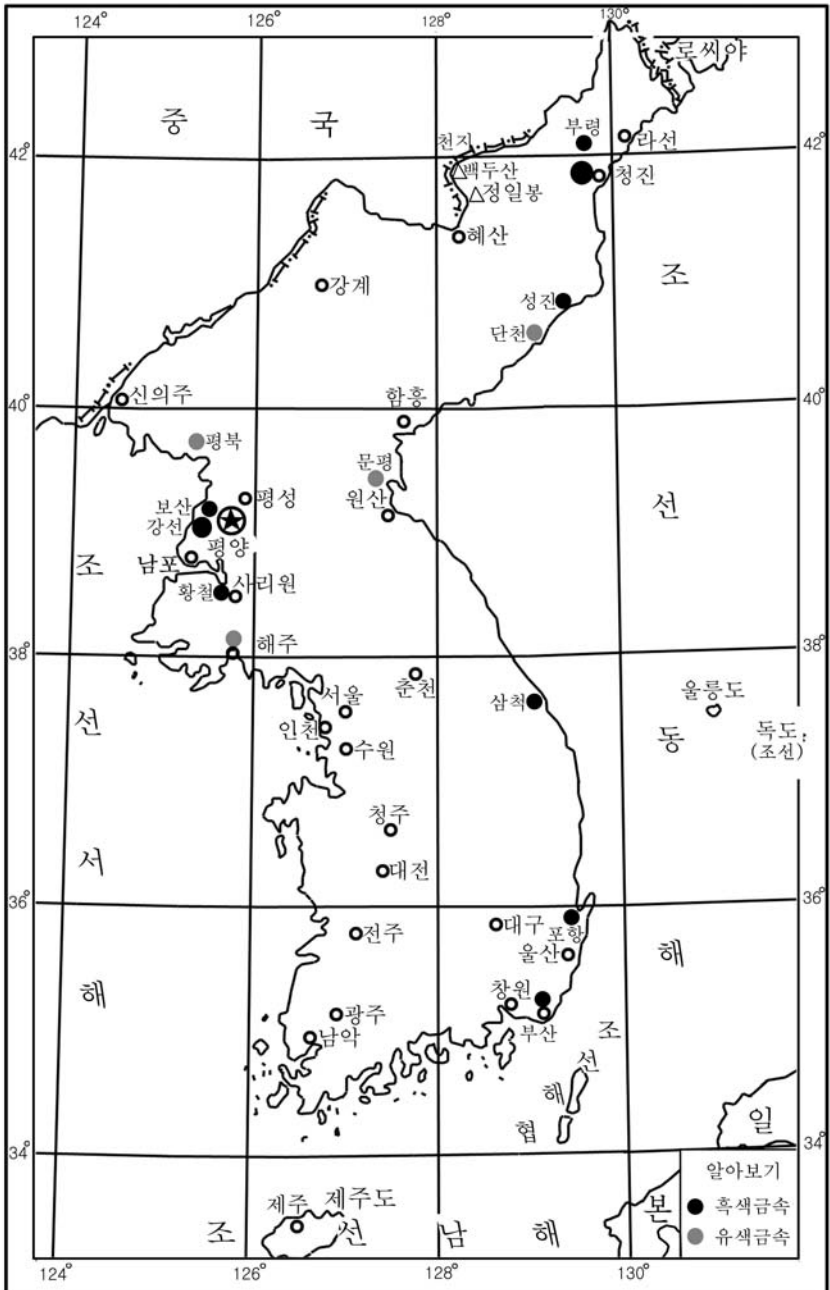 124° 126° 128° 130°
로씨야
중 국
부령
라선
천지
42° 42°
백두산
청진
정일봉
혜산
강계
조
성진
단천
신의주
함흥
40° 40°
평북
문평
평성
원산
보산
강선
선
평양
조
남포
사리원
황철
해주
38° 38°
춘천
서울
삼척
울릉도
인천
선
동
독도
(조선)
수원
청주
서
대전
36° 36°
대구
전주
포항
울산
해
해
창원
광주
부산
조
남악
선
해
협
일
34° 34°
알아보기
제주 제주도
본
흑색금속
조 선 남 해
유색금속
124° 126° 128° 130°